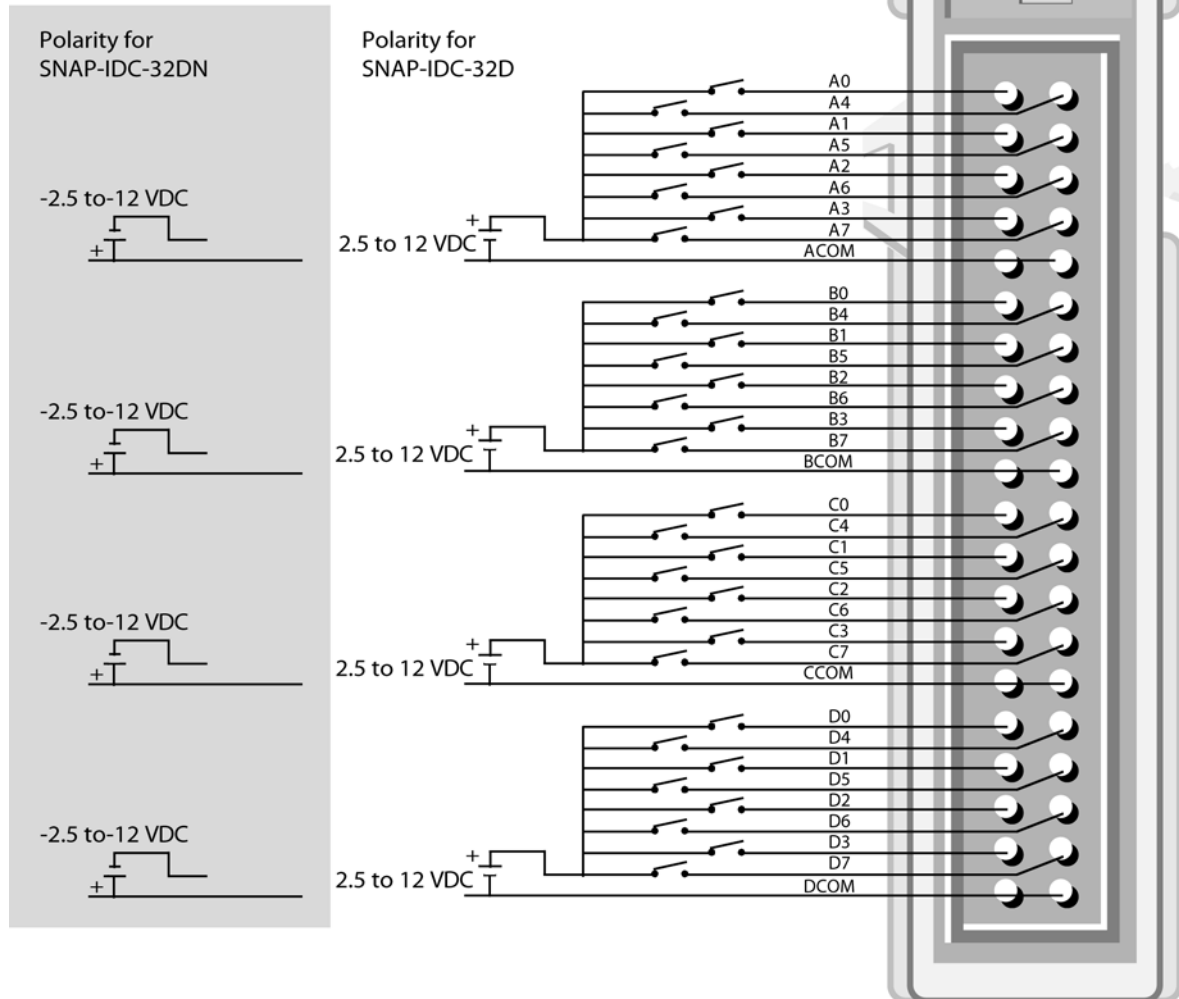 Polarity for
SNAP-IDC-32DN
Polarity for
SNAP-IDC-32D
A0
A4
A1
A5
A2
A6
A3
A7
ACOM
-2.5 to-12 VDC
+
+
2.5 to 12 VDC
B0
B4
B1
B5
B2
B6
B3
B7
BCOM
-2.5 to-12 VDC
+
+
2.5 to 12 VDC
C0
C4
C1
C5
C2
C6
C3
C7
CCOM
-2.5 to-12 VDC
+
+
2.5 to 12 VDC
D0
D4
D1
D5
D2
D6
D3
D7
DCOM
-2.5 to-12 VDC
+
+
2.5 to 12 VDC